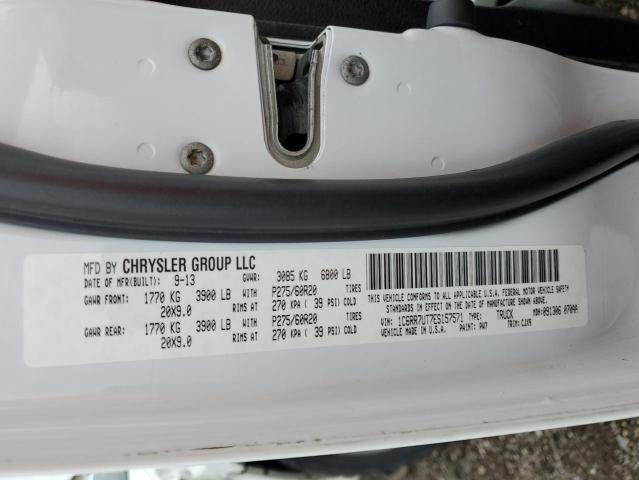 MFD BY CHRYSLER GROUP LLC
DATE OF MFR(BUILT): 9-13 GVWR: 3085 KG 6800 LB
GAWR FRONT: 1770 KG 3900 LB WITH P275/60R20 TIRES
20X9.0 RIMS AT 270 KPA ( 39 PSI) COLD
GAWR REAR: 1770 KG 3900 LB WITH P275/60R20 TIRES
20X9.0 RIMS AT 270 KPA ( 39 PSI) COLD
THIS VEHICLE CONFORMS TO ALL APPLICABLE U.S.A. FEDERAL MOTOR VEHICLE SAFETY
STANDARDS IN EFFECT ON THE DATE OF MANUFACTURE SHOWN ABOVE.
VIN: 1C6RR7UT7ES157571 TYPE: TRUCK MDH: 091306 070AA
VEHICLE MADE IN U.S.A. PAINT: PW7 TRIM: CJX9